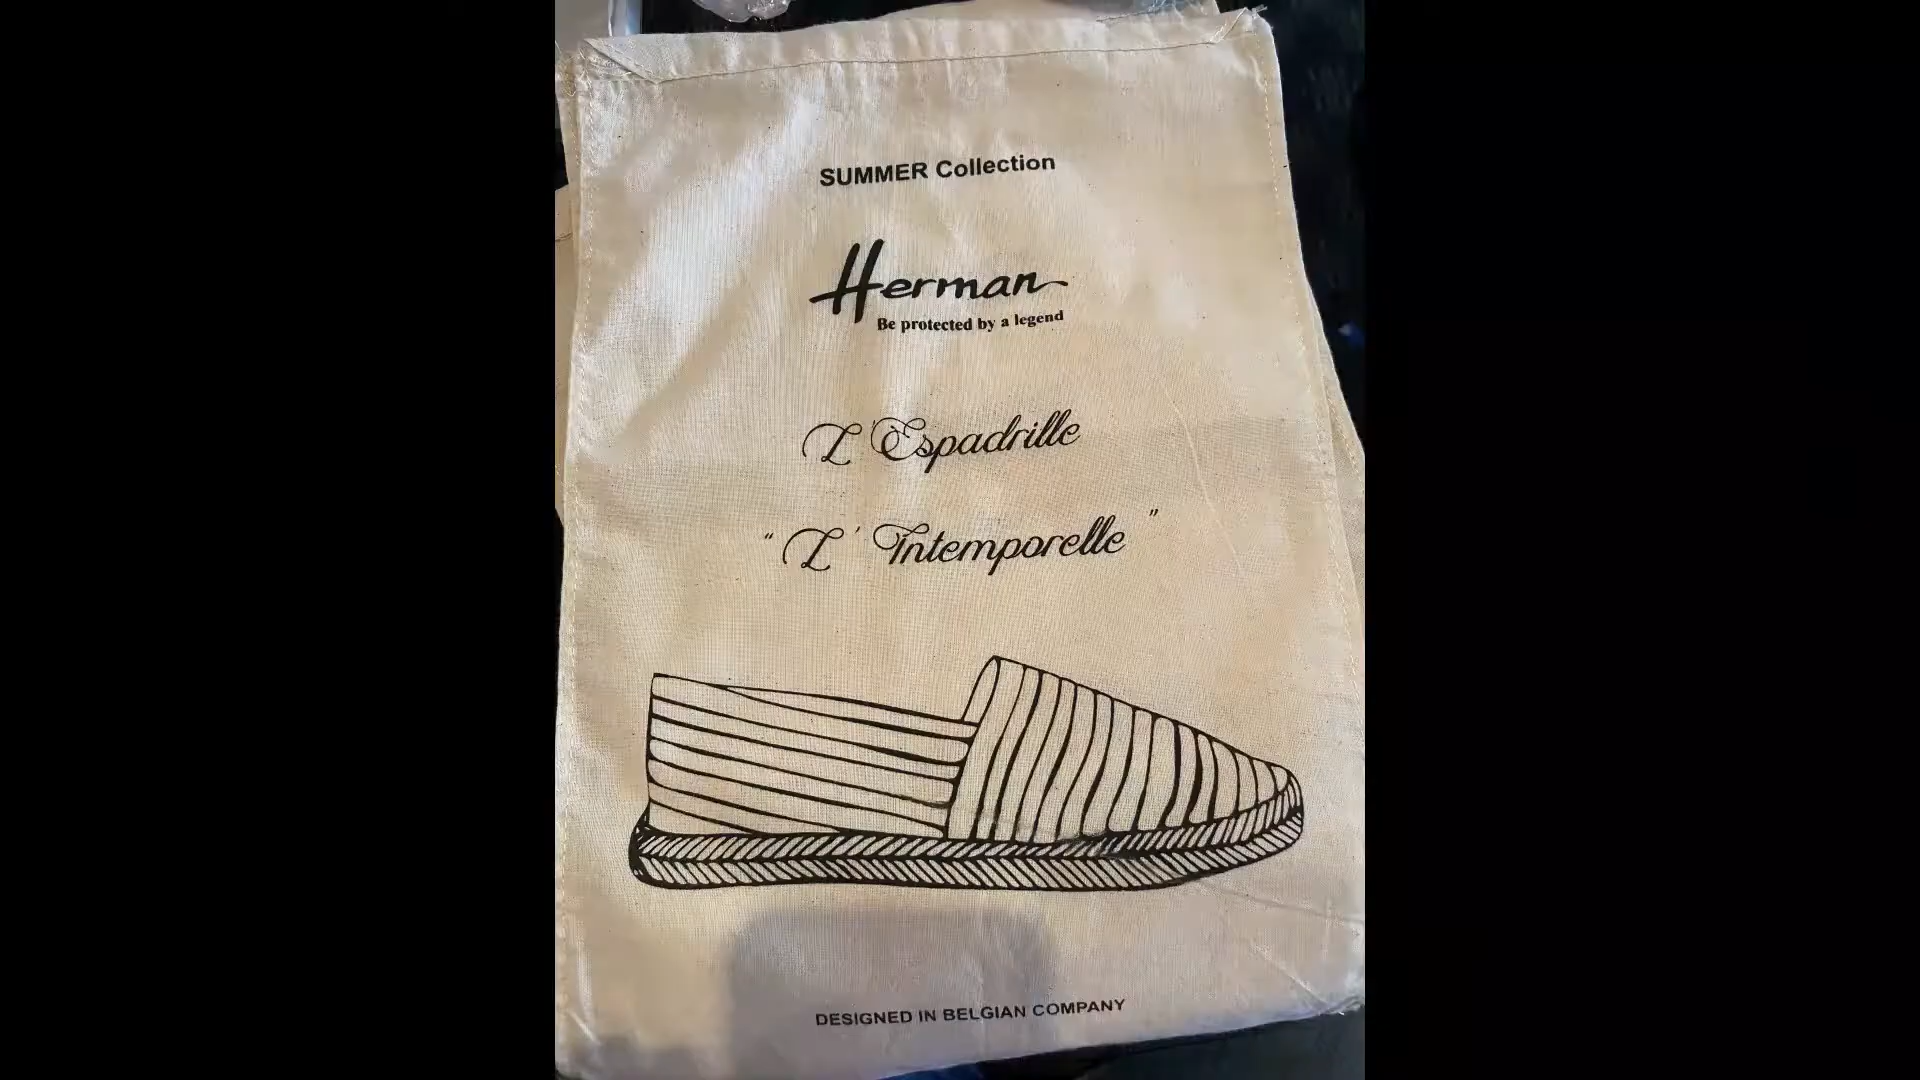 SUMMER Collection
Herman
Be protected by a legend
L'Espadrille
"L'Intemporelle"
DESIGNED IN BELGIAN COMPANY